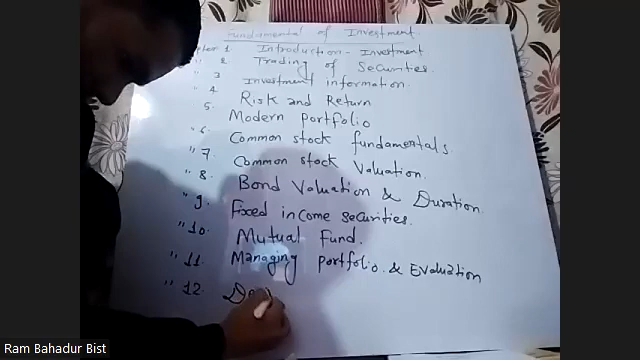 Fundamental of Investment
pter 1. Introduction - Investment
" 2 Trading of Securities.
" 3 Investment information.
" 4 Risk and Return
5. Modern portfolio
" 6. Common stock fundamentals.
" 7. Common stock Valuation.
" 8. Bond Valuation & Duration.
" 9. Fixed income securities.
" 10. Mutual Fund.
" 11. Managing portfolio & Evaluation
" 12.
Ram Bahadur Bist